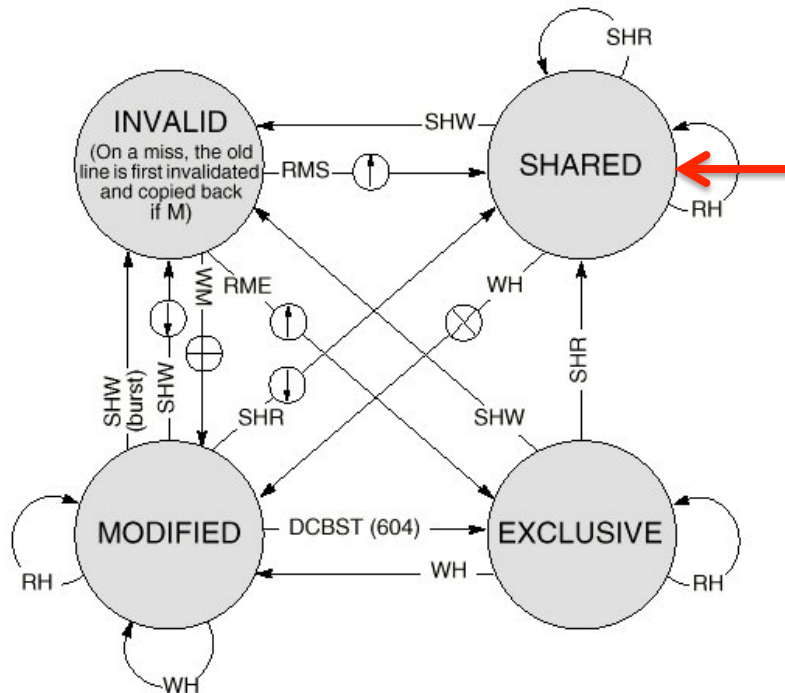 SHR
INVALID
(On a miss, the old
line is first invalidated
and copied back
if M)
SHW
RMS
SHARED
RH
WM
RME
WH
SHW
(burst)
SHW
SHR
SHW
SHR
MODIFIED
DCBST (604)
EXCLUSIVE
RH
WH
RH
WH